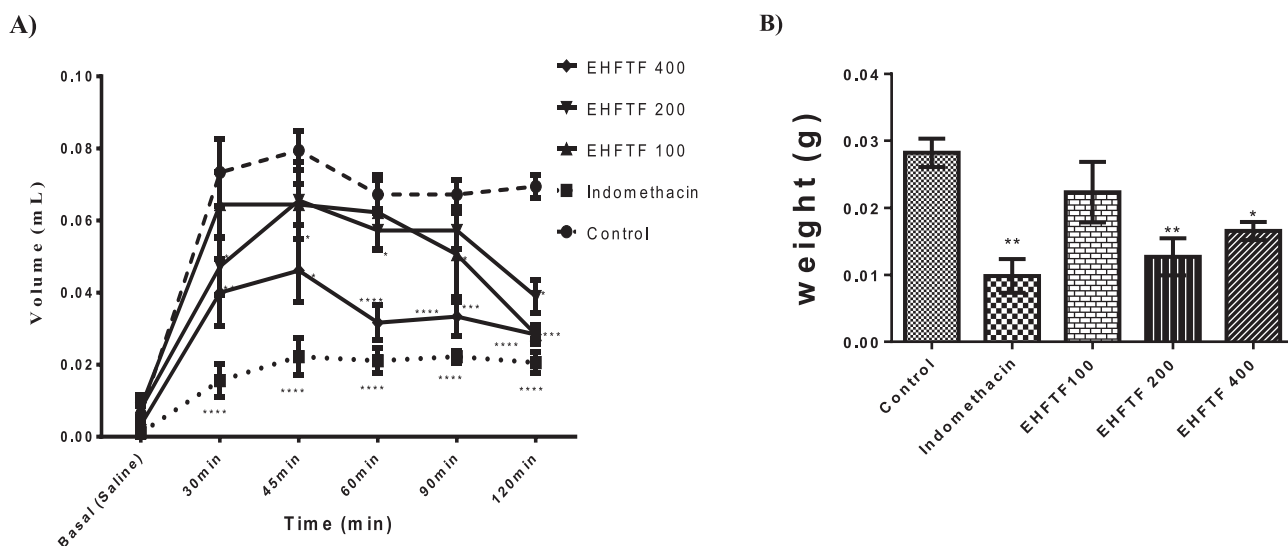 A)
Volume (mL)
0.10
0.08
0.06
0.04
0.02
0.00
Basal (Saline)
30min
45min
60min
90min
120min
Time (min)
EHFTF 400
EHFTF 200
EHFTF 100
Indomethacin
Control
*
**
****
*
*
****
****
*
****
*
****
***
****
*
****
***
****
B)
weight (g)
0.04
0.03
0.02
0.01
0.00
**
**
*
Control
Indomethacin
EHFTF100
EHFTF 200
EHFTF 400